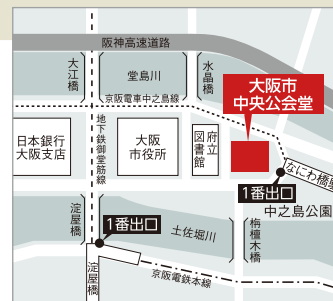 阪神高速道路
大江橋
堂島川
水晶橋
大阪市
中央公会堂
京阪電車中之島線
地下鉄御堂筋線
日本銀行
大阪支店
大阪
市役所
府立
図書館
なにわ橋駅
1番出口
中之島公園
淀屋橋
1番出口
土佐堀川
栴檀木橋
淀屋橋
京阪電鉄本線